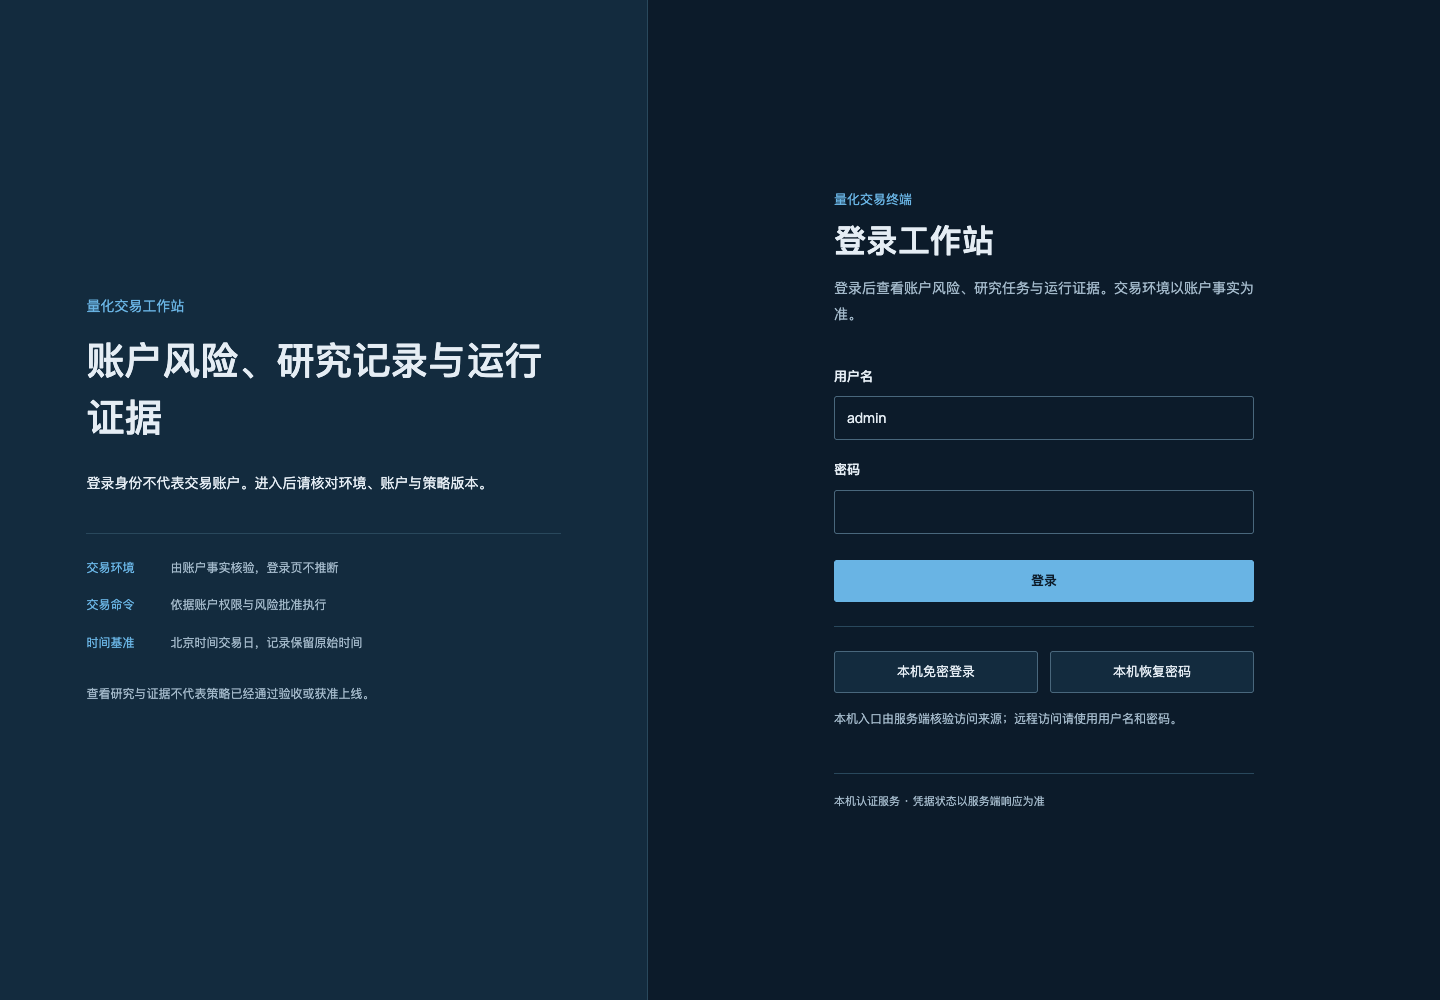 量化交易工作站
账户风险、研究记录与运行
证据
登录身份不代表交易账户。进入后请核对环境、账户与策略版本。
交易环境 由账户事实核验，登录页不推断
交易命令 依据账户权限与风险批准执行
时间基准 北京时间交易日，记录保留原始时间
查看研究与证据不代表策略已经通过验收或获准上线。
量化交易终端
登录工作站
登录后查看账户风险、研究任务与运行证据。交易环境以账户事实为
准。
用户名
admin
密码
登录
本机免密登录 本机恢复密码
本机入口由服务端核验访问来源；远程访问请使用用户名和密码。
本机认证服务 · 凭据状态以服务端响应为准